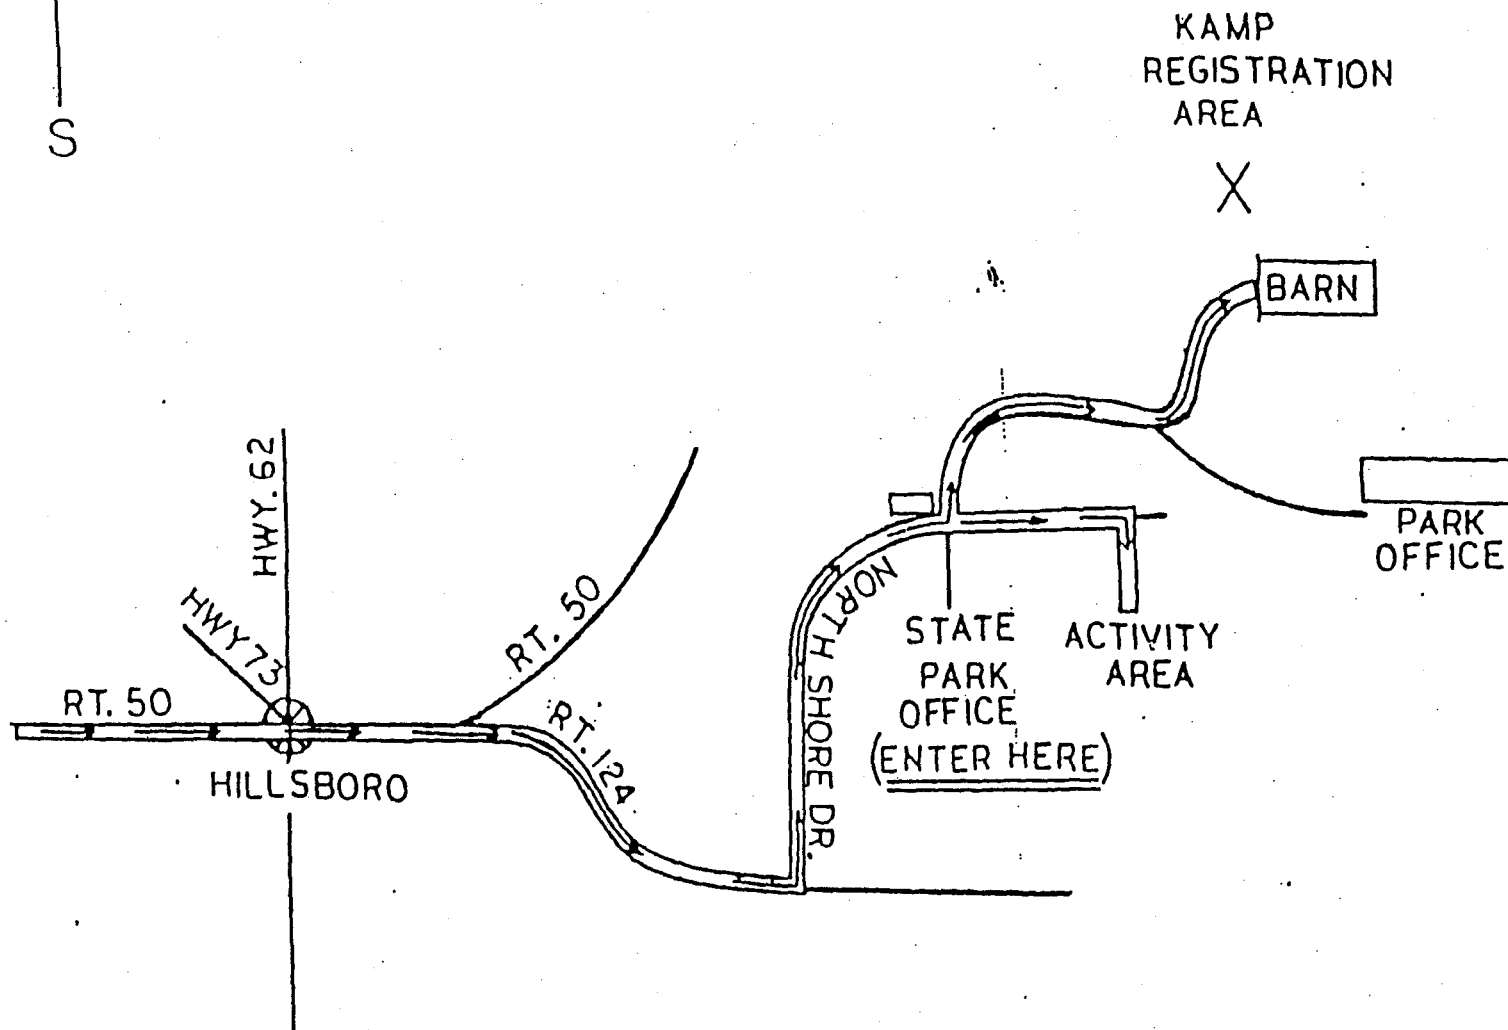 KAMP
REGISTRATION
AREA
S
X
BARN
HWY. 62
PARK
OFFICE
HWY 73
RT. 50
NORTH SHORE DR.
STATE
PARK
OFFICE
(ENTER HERE)
ACTIVITY
AREA
RT. 50
RT. 124
HILLSBORO